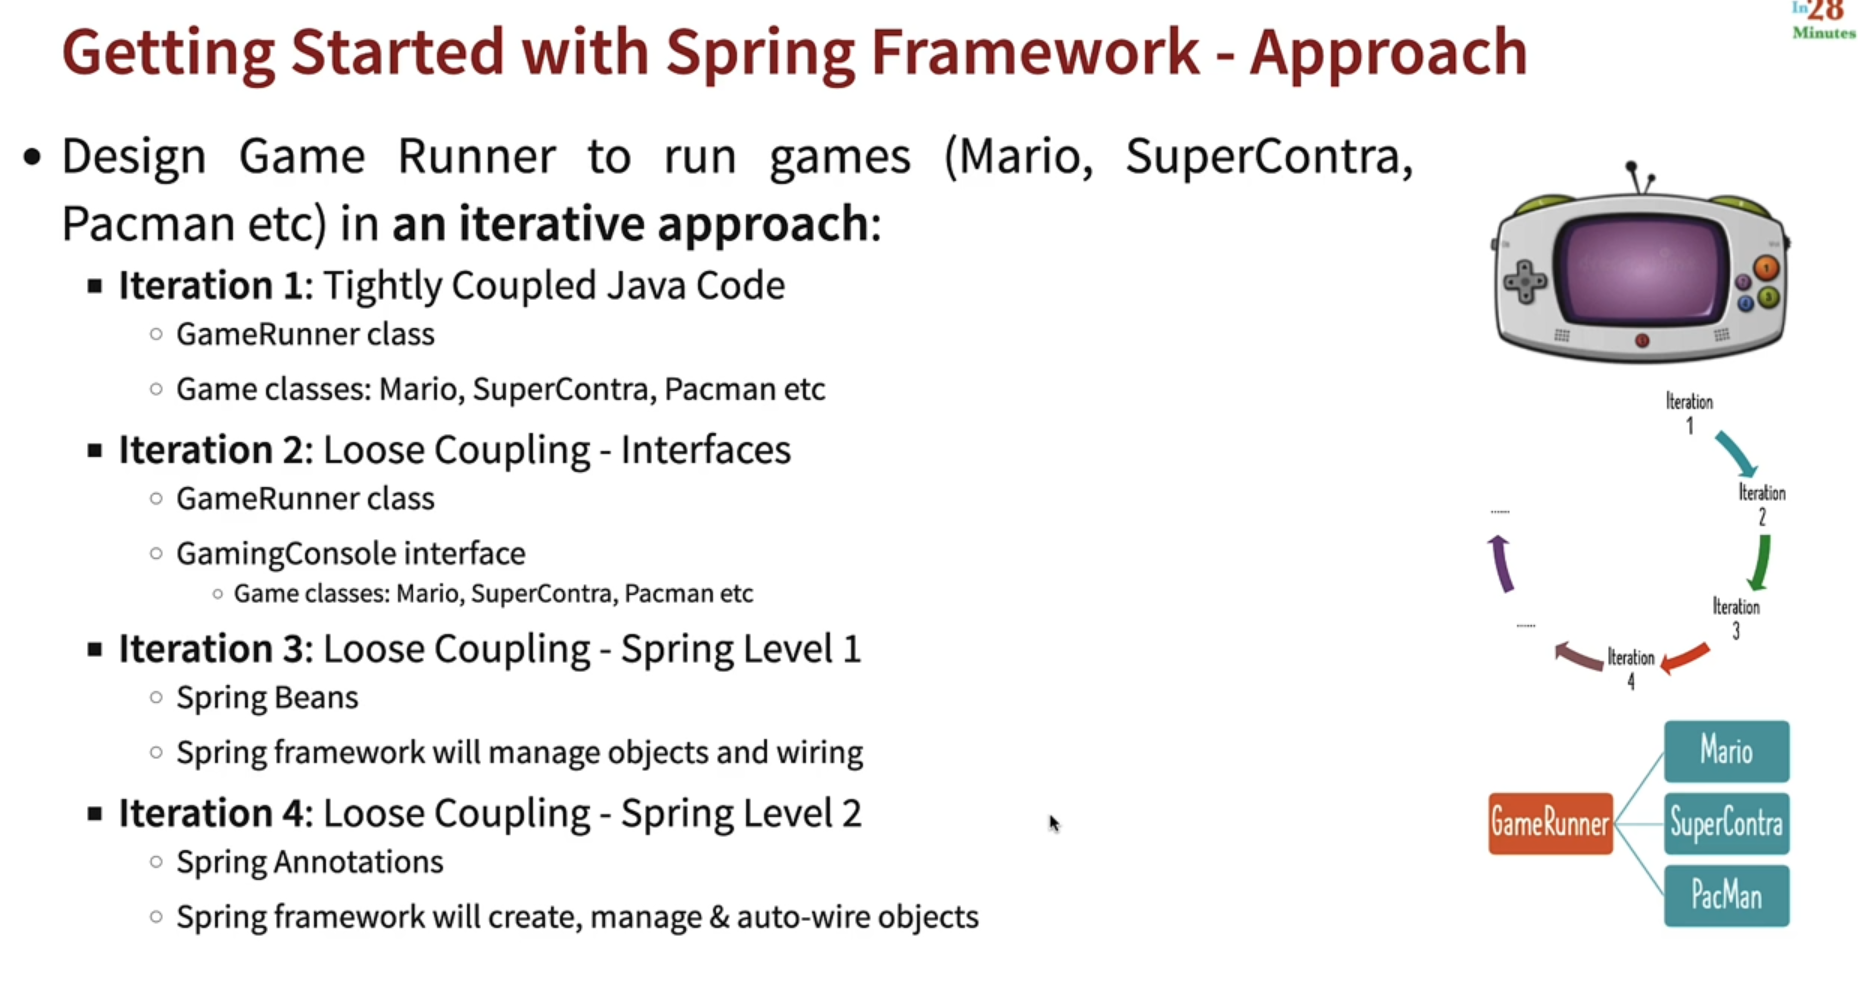 In28
Minutes
Getting Started with Spring Framework - Approach
• Design Game Runner to run games (Mario, SuperContra,
Pacman etc) in an iterative approach:
▪ Iteration 1: Tightly Coupled Java Code
○ GameRunner class
○ Game classes: Mario, SuperContra, Pacman etc
▪ Iteration 2: Loose Coupling - Interfaces
○ GameRunner class
○ GamingConsole interface
○ Game classes: Mario, SuperContra, Pacman etc
▪ Iteration 3: Loose Coupling - Spring Level 1
○ Spring Beans
○ Spring framework will manage objects and wiring
▪ Iteration 4: Loose Coupling - Spring Level 2
○ Spring Annotations
○ Spring framework will create, manage & auto-wire objects
1
3
Iteration
1
Iteration
2
......
Iteration
3
......
Iteration
4
Mario
GameRunner
SuperContra
PacMan